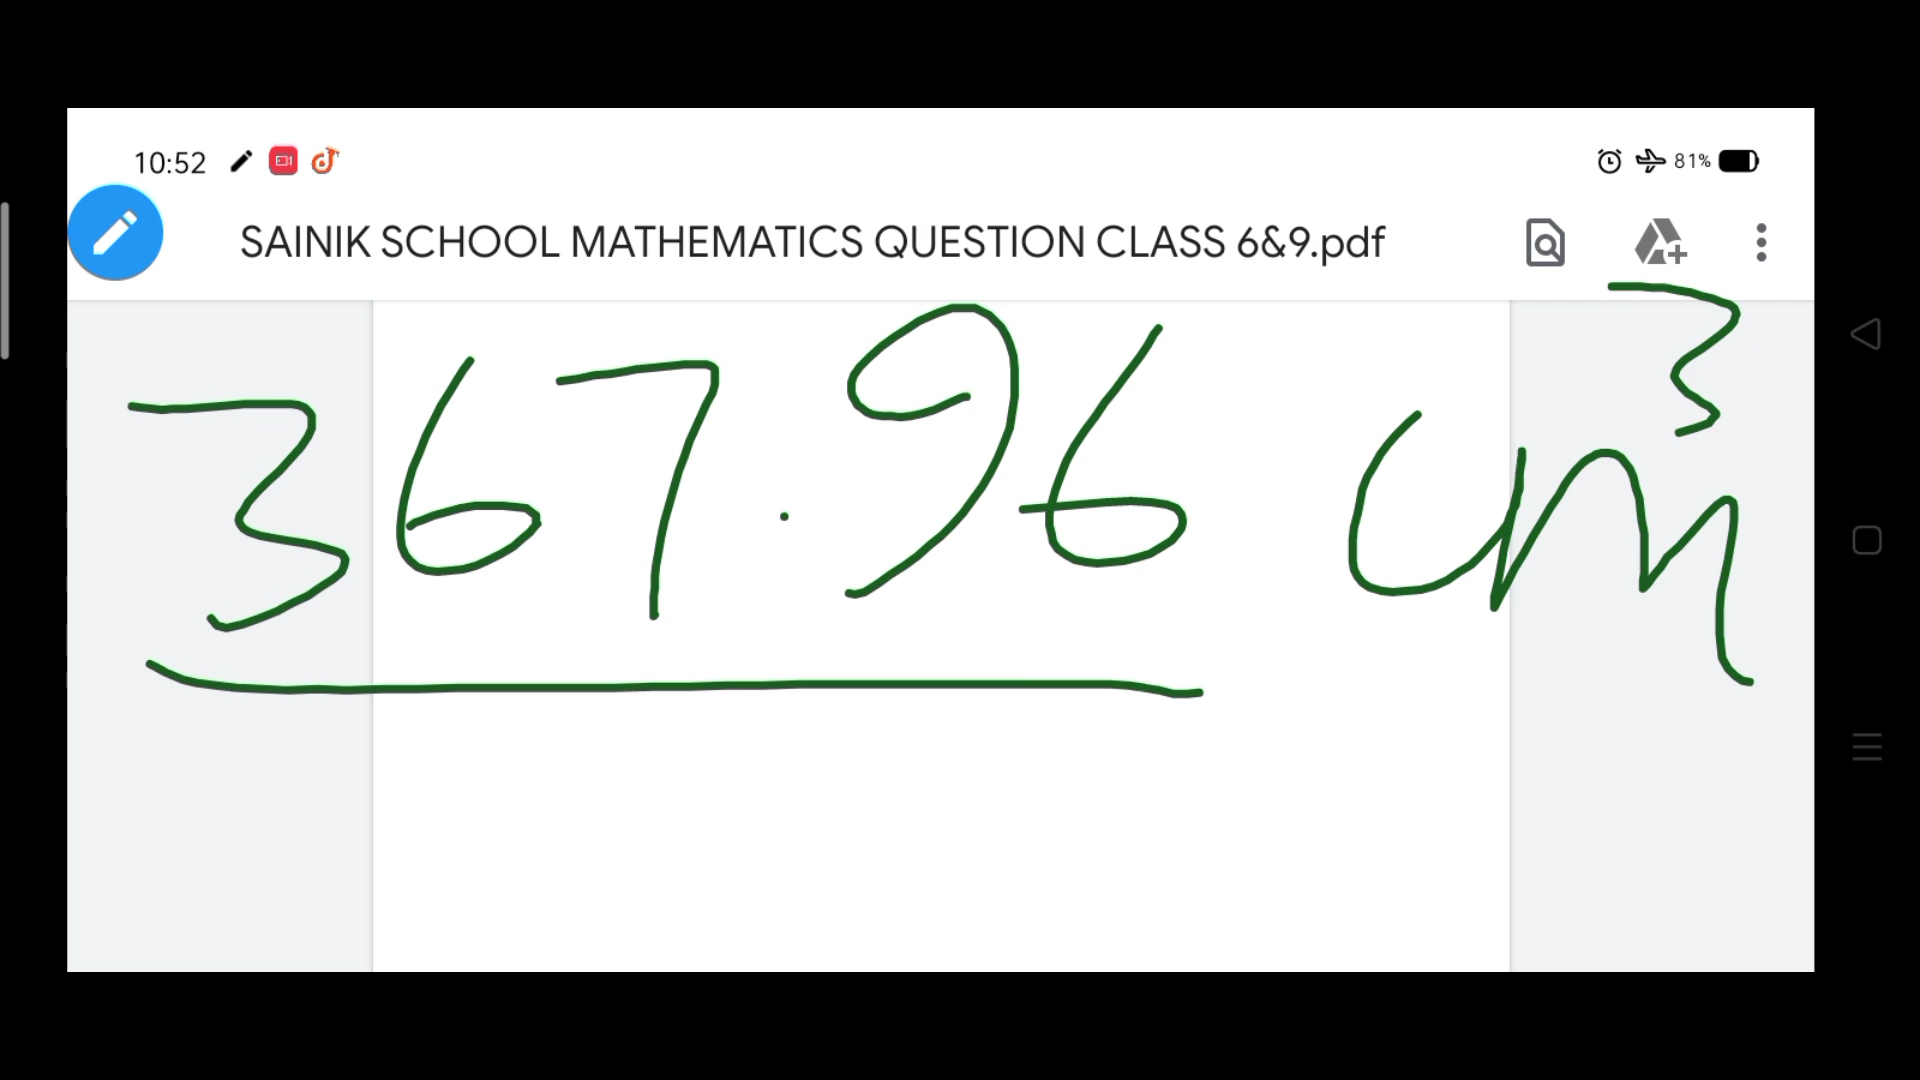 10:52 81%
SAINIK SCHOOL MATHEMATICS QUESTION CLASS 6&9.pdf
367.96 cm³